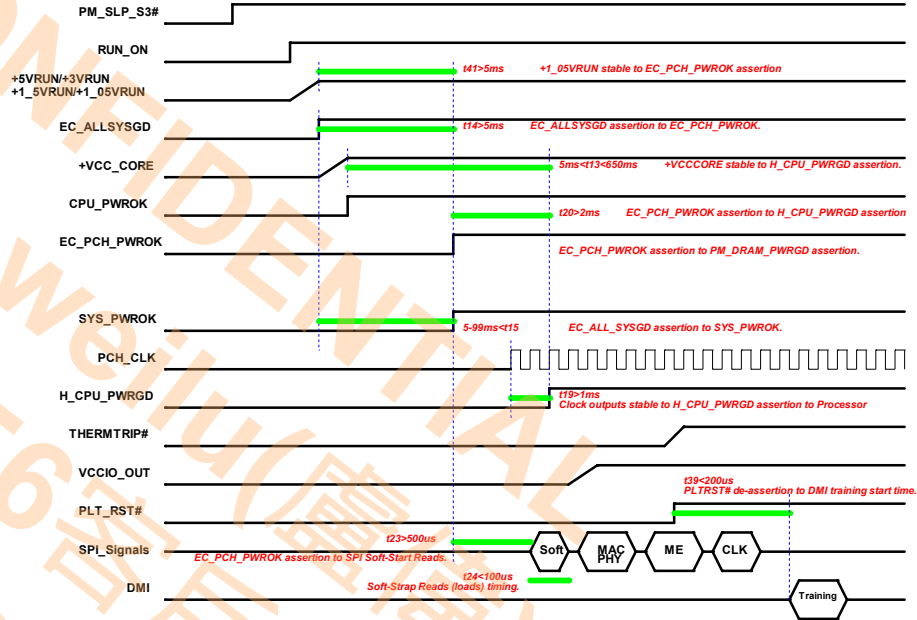 PM_SLP_S3#
RUN_ON
+5VRUN/+3VRUN
+1_5VRUN/+1_05VRUN
t41>5ms +1_05VRUN stable to EC_PCH_PWROK assertion
EC_ALLSYSGD
t14>5ms EC_ALLSYSGD assertion to EC_PCH_PWROK.
+VCC_CORE
5ms<t13<650ms +VCCCORE stable to H_CPU_PWRGD assertion.
CPU_PWROK
t20>2ms EC_PCH_PWROK assertion to H_CPU_PWRGD assertion
EC_PCH_PWROK
EC_PCH_PWROK assertion to PM_DRAM_PWRGD assertion.
SYS_PWROK
5-99ms<t15 EC_ALL_SYSGD assertion to SYS_PWROK.
PCH_CLK
H_CPU_PWRGD
t19>1ms
Clock outputs stable to H_CPU_PWRGD assertion to Processor
THERMTRIP#
VCCIO_OUT
t39<200us
PLTRST# de-assertion to DMI training start time.
PLT_RST#
t23>500us
SPi_Signals
Soft
MAC
PHY
ME
CLK
EC_PCH_PWROK assertion to SPI Soft-Start Reads.
t24<100us
Soft-Strap Reads (loads) timing.
DMI
Training
CONFIDENTIAL
weilu(盧偉